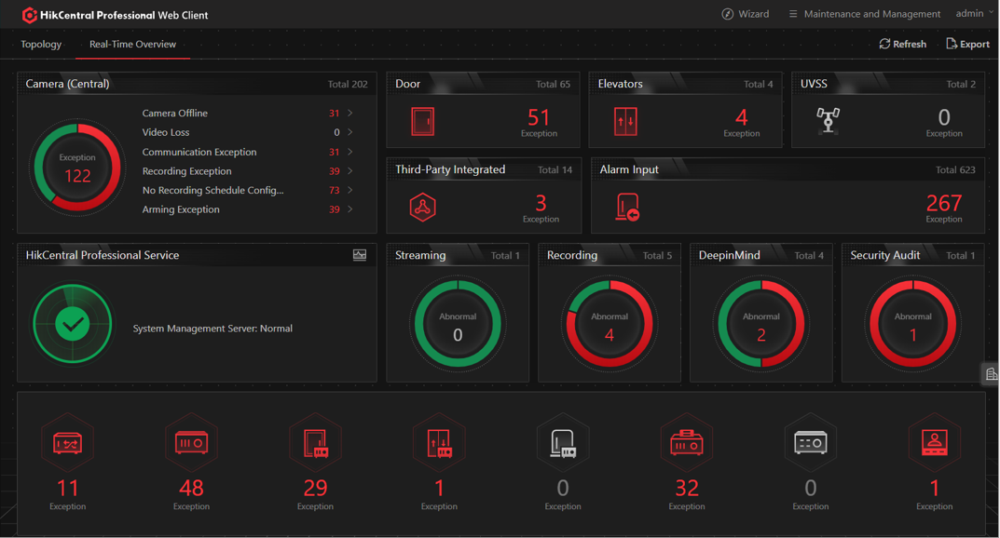 HikCentral Professional Web Client
Wizard
Maintenance and Management
admin
Topology
Real-Time Overview
Refresh
Export
Camera (Central)
Total 202
Exception
122
Camera Offline 31
Video Loss 0
Communication Exception 31
Recording Exception 39
No Recording Schedule Config... 73
Arming Exception 39
Door
Total 65
51
Exception
Elevators
Total 4
4
Exception
UVSS
Total 2
0
Exception
Third-Party Integrated
Total 14
3
Exception
Alarm Input
Total 623
267
Exception
HikCentral Professional Service
System Management Server: Normal
Streaming
Total 1
Abnormal
0
Recording
Total 5
Abnormal
4
DeepinMind
Total 4
Abnormal
2
Security Audit
Total 1
Abnormal
1
11
Exception
48
Exception
29
Exception
1
Exception
0
Exception
32
Exception
0
Exception
1
Exception